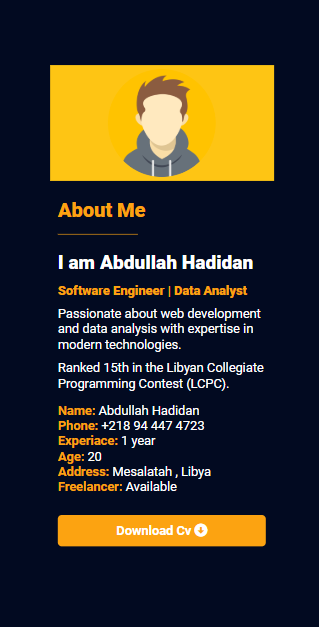 About Me
I am Abdullah Hadidan
Software Engineer | Data Analyst
Passionate about web development
and data analysis with expertise in
modern technologies.
Ranked 15th in the Libyan Collegiate
Programming Contest (LCPC).
Name: Abdullah Hadidan
Phone: +218 94 447 4723
Experiace: 1 year
Age: 20
Address: Mesalatah , Libya
Freelancer: Available
Download Cv